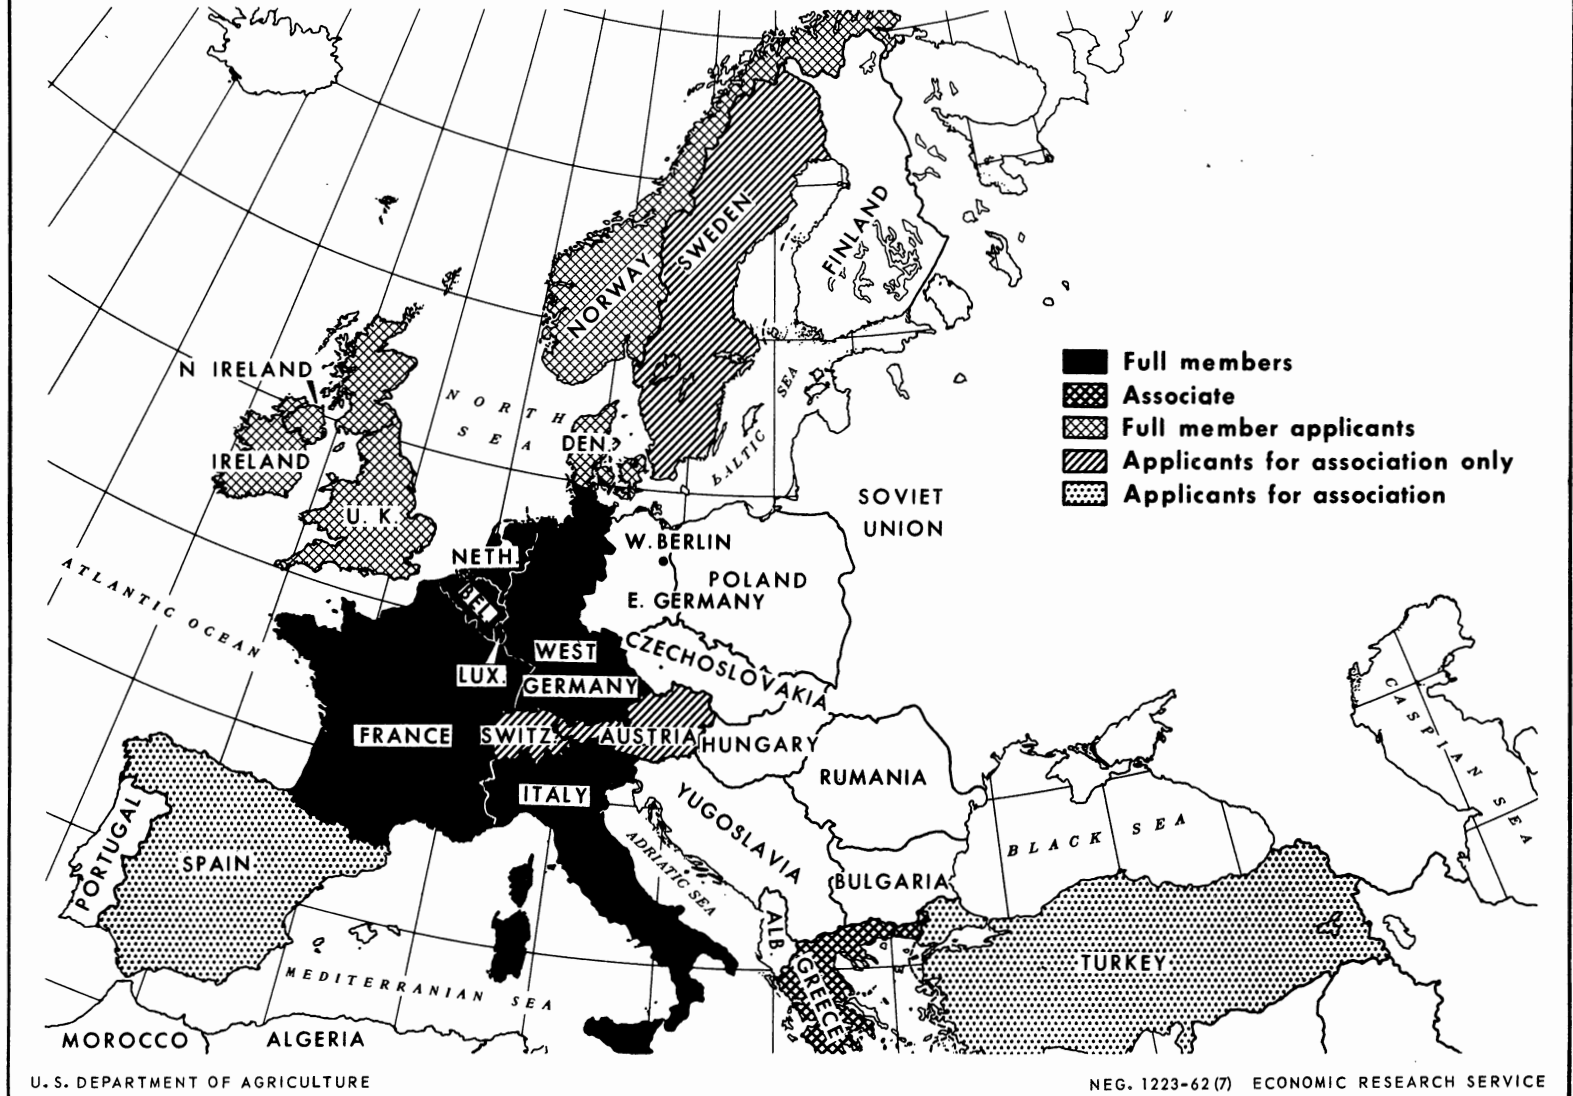 NORWAY
SWEDEN
FINLAND
N IRELAND
IRELAND
U. K.
NORTH
SEA
DEN.
BALTIC SEA
Full members
Associate
Full member applicants
Applicants for association only
Applicants for association
SOVIET
UNION
ATLANTIC OCEAN
NETH.
BEL.
LUX.
W. BERLIN
POLAND
E. GERMANY
WEST
GERMANY
CZECHOSLOVAKIA
FRANCE
SWITZ.
AUSTRIA
HUNGARY
RUMANIA
ITALY
YUGOSLAVIA
ADRIATIC SEA
BLACK SEA
CASPIAN SEA
PORTUGAL
SPAIN
BULGARIA
ALB.
GREECE
TURKEY
MEDITERRANIAN SEA
MOROCCO
ALGERIA
U.S. DEPARTMENT OF AGRICULTURE
NEG. 1223-62(7) ECONOMIC RESEARCH SERVICE